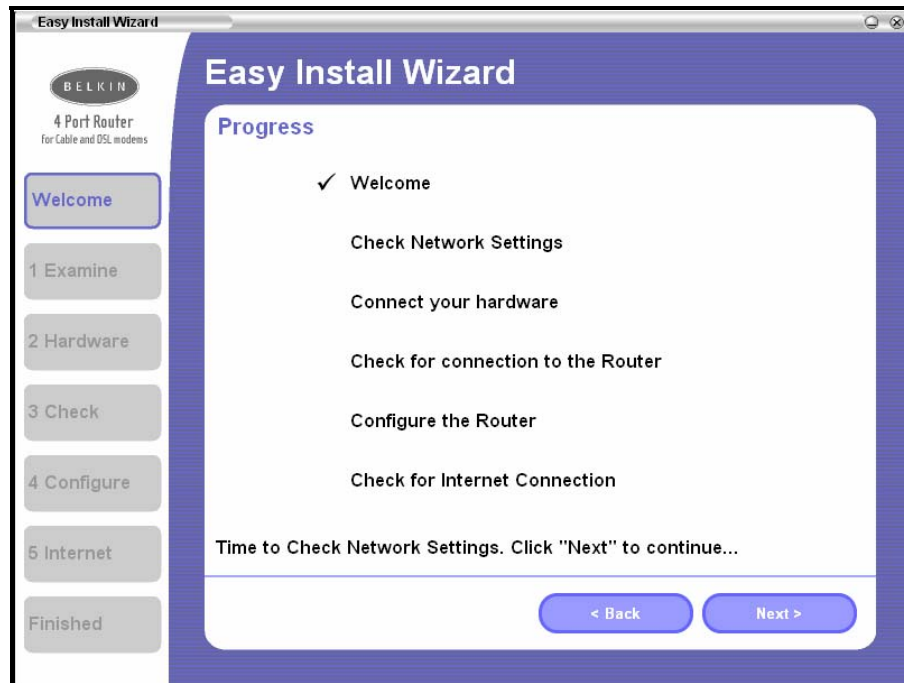 Easy Install Wizard
BELKIN
4 Port Router
for Cable and DSL modems
Welcome
1 Examine
2 Hardware
3 Check
4 Configure
5 Internet
Finished
Easy Install Wizard
Progress
✓ Welcome
Check Network Settings
Connect your hardware
Check for connection to the Router
Configure the Router
Check for Internet Connection
Time to Check Network Settings. Click "Next" to continue...
< Back
Next >